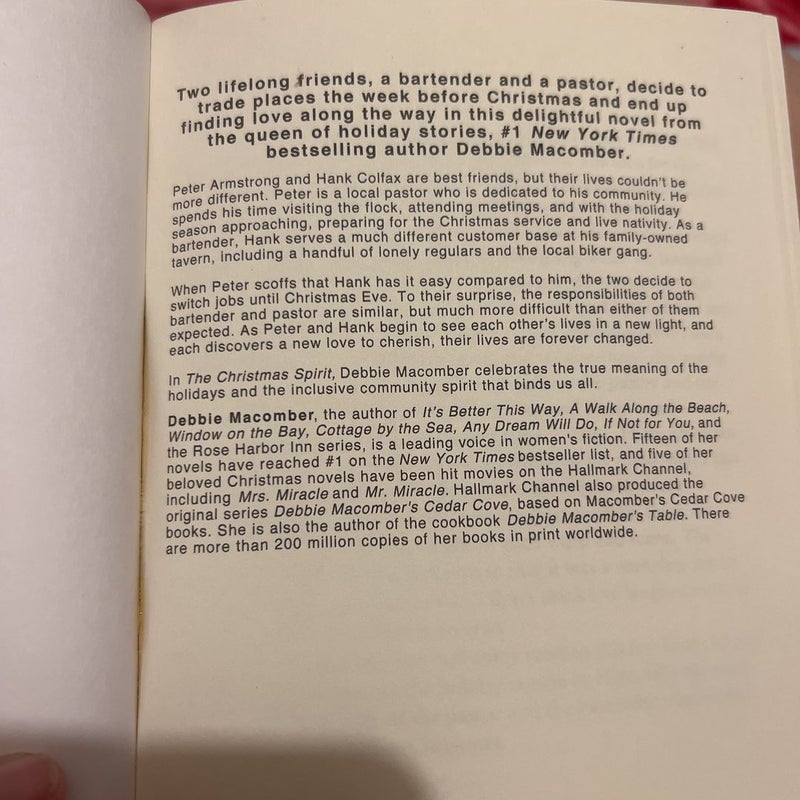 Two lifelong friends, a bartender and a pastor, decide to
trade places the week before Christmas and end up
finding love along the way in this delightful novel from
the queen of holiday stories, #1 New York Times
bestselling author Debbie Macomber.
Peter Armstrong and Hank Colfax are best friends, but their lives couldn't be
more different. Peter is a local pastor who is dedicated to his community. He
spends his time visiting the flock, attending meetings, and with the holiday
season approaching, preparing for the Christmas service and live nativity. As a
bartender, Hank serves a much different customer base at his family-owned
tavern, including a handful of lonely regulars and the local biker gang.
When Peter scoffs that Hank has it easy compared to him, the two decide to
switch jobs until Christmas Eve. To their surprise, the responsibilities of both
bartender and pastor are similar, but much more difficult than either of them
expected. As Peter and Hank begin to see each other's lives in a new light, and
each discovers a new love to cherish, their lives are forever changed.
In The Christmas Spirit, Debbie Macomber celebrates the true meaning of the
holidays and the inclusive community spirit that binds us all.
Debbie Macomber, the author of It's Better This Way, A Walk Along the Beach,
Window on the Bay, Cottage by the Sea, Any Dream Will Do, If Not for You, and
the Rose Harbor Inn series, is a leading voice in women's fiction. Fifteen of her
novels have reached #1 on the New York Times bestseller list, and five of her
beloved Christmas novels have been hit movies on the Hallmark Channel,
including Mrs. Miracle and Mr. Miracle. Hallmark Channel also produced the
original series Debbie Macomber's Cedar Cove, based on Macomber's Cedar Cove
books. She is also the author of the cookbook Debbie Macomber's Table. There
are more than 200 million copies of her books in print worldwide.